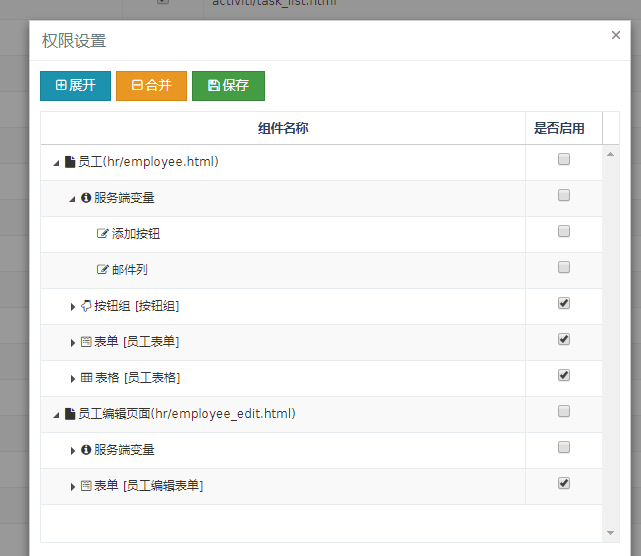 activiti/task_list.html
权限设置
展开 合并 保存
组件名称 是否启用
员工(hr/employee.html)
服务端变量
添加按钮
邮件列
按钮组 [按钮组]
表单 [员工表单]
表格 [员工表格]
员工编辑页面(hr/employee_edit.html)
服务端变量
表单 [员工编辑表单]